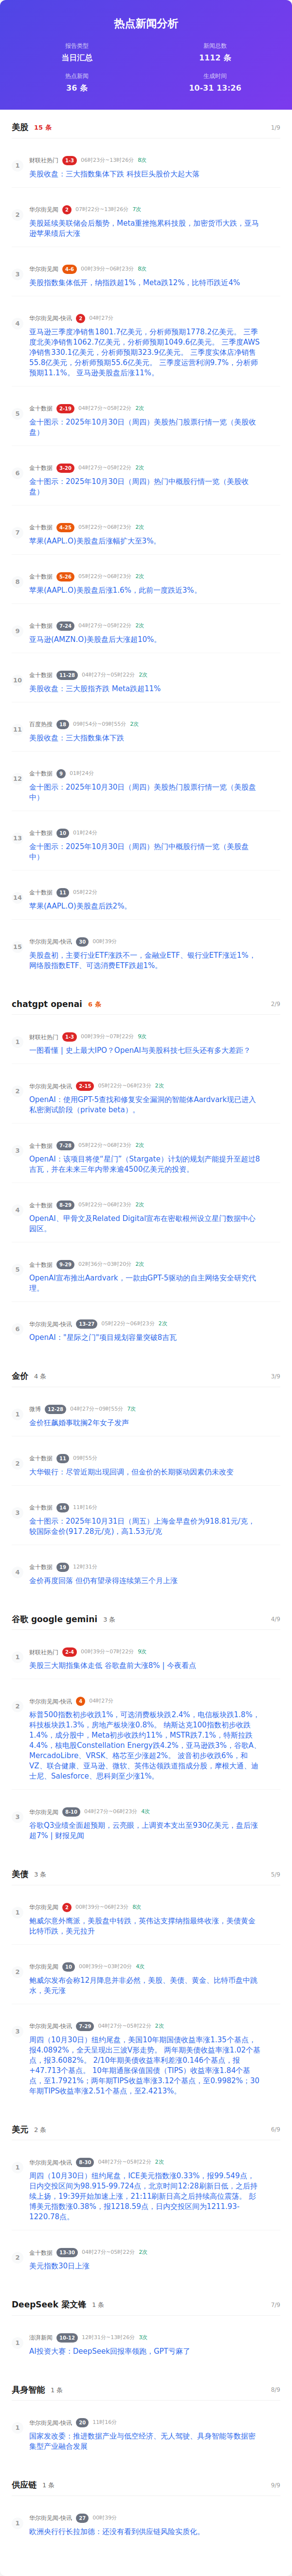 热点新闻分析
报告类型
当日汇总
新闻总数
1112 条
热点新闻
36 条
生成时间
10-31 13:26
美股 15 条 1/9
1 财联社热门 1-3 06时23分~13时26分 8次
美股收盘：三大指数集体下跌 科技巨头股价大起大落
2 华尔街见闻 2 07时22分~13时26分 7次
美股延续美联储会后颓势，Meta重挫拖累科技股，加密货币大跌，亚马
逊苹果绩后大涨
3 华尔街见闻 4-6 00时39分~06时23分 8次
美股指数集体低开，纳指跌超1%，Meta跌12%，比特币跌近4%
4 华尔街见闻-快讯 2 04时27分
亚马逊三季度净销售1801.7亿美元，分析师预期1778.2亿美元。 三季
度北美净销售1062.7亿美元，分析师预期1049.6亿美元。 三季度AWS
净销售330.1亿美元，分析师预期323.9亿美元。 三季度实体店净销售
55.8亿美元，分析师预期55.6亿美元。 三季度运营利润9.7%，分析师
预期11.1%。 亚马逊美股盘后涨11%。
5 金十数据 2-19 04时27分~05时22分 2次
金十图示：2025年10月30日（周四）美股热门股票行情一览（美股收
盘）
6 金十数据 3-20 04时27分~05时22分 2次
金十图示：2025年10月30日（周四）热门中概股行情一览（美股收
盘）
7 金十数据 4-25 05时22分~06时23分 2次
苹果(AAPL.O)美股盘后涨幅扩大至3%。
8 金十数据 5-26 05时22分~06时23分 2次
苹果(AAPL.O)美股盘后涨1.6%，此前一度跌近3%。
9 金十数据 7-24 04时27分~05时22分 2次
亚马逊(AMZN.O)美股盘后大涨超10%。
10 金十数据 11-28 04时27分~05时22分 2次
美股收盘：三大股指齐跌 Meta跌超11%
11 百度热搜 18 09时54分~09时55分 2次
美股收盘：三大指数集体下跌
12 金十数据 9 01时24分
金十图示：2025年10月30日（周四）美股热门股票行情一览（美股盘
中）
13 金十数据 10 01时24分
金十图示：2025年10月30日（周四）热门中概股行情一览（美股盘
中）
14 金十数据 11 05时22分
苹果(AAPL.O)美股盘后跌2%。
15 华尔街见闻-快讯 30 00时39分
美股盘初，主要行业ETF涨跌不一，金融业ETF、银行业ETF涨近1%，
网络股指数ETF、可选消费ETF跌超1%。
chatgpt openai 6 条 2/9
1 财联社热门 1-3 00时39分~07时22分 9次
一图看懂 | 史上最大IPO？OpenAI与美股科技七巨头还有多大差距？
2 华尔街见闻-快讯 2-15 05时22分~06时23分 2次
OpenAI：使用GPT-5查找和修复安全漏洞的智能体Aardvark现已进入
私密测试阶段（private beta）。
3 金十数据 7-28 05时22分~06时23分 2次
OpenAI：该项目将使"星门"（Stargate）计划的规划产能提升至超过8
吉瓦，并在未来三年内带来逾4500亿美元的投资。
4 金十数据 8-29 05时22分~06时23分 2次
OpenAI、甲骨文及Related Digital宣布在密歇根州设立星门数据中心
园区。
5 金十数据 9-29 02时36分~03时20分 2次
OpenAI宣布推出Aardvark，一款由GPT-5驱动的自主网络安全研究代
理。
6 华尔街见闻-快讯 13-27 05时22分~06时23分 2次
OpenAI："星际之门"项目规划容量突破8吉瓦
金价 4 条 3/9
1 微博 12-28 04时27分~09时55分 7次
金价狂飙婚事耽搁2年女子发声
2 金十数据 11 09时55分
大华银行：尽管近期出现回调，但金价的长期驱动因素仍未改变
3 金十数据 14 11时16分
金十图示：2025年10月31日（周五）上海金早盘价为918.81元/克，
较国际金价(917.28元/克)，高1.53元/克
4 金十数据 19 12时31分
金价再度回落 但仍有望录得连续第三个月上涨
谷歌 google gemini 3 条 4/9
1 财联社热门 2-4 00时39分~07时22分 9次
美股三大期指集体走低 谷歌盘前大涨8% | 今夜看点
2 华尔街见闻-快讯 4 04时27分
标普500指数初步收跌1%，可选消费板块跌2.4%，电信板块跌1.8%，
科技板块跌1.3%，房地产板块涨0.8%。 纳斯达克100指数初步收跌
1.4%，成分股中，Meta初步收跌约11%，MSTR跌7.1%，特斯拉跌
4.4%，核电股Constellation Energy跌4.2%，亚马逊跌3%，谷歌A、
MercadoLibre、VRSK、格芯至少涨超2%。 波音初步收跌6%，和
VZ、联合健康、亚马逊、微软、英伟达领跌道指成分股，摩根大通、迪
士尼、Salesforce、思科则至少涨1%。
3 华尔街见闻 8-10 04时27分~06时23分 4次
谷歌Q3业绩全面超预期，云亮眼，上调资本支出至930亿美元，盘后涨
超7% | 财报见闻
美债 3 条 5/9
1 华尔街见闻 2 00时39分~06时23分 8次
鲍威尔意外鹰派，美股盘中转跌，英伟达支撑纳指最终收涨，美债黄金
比特币跌，美元拉升
2 华尔街见闻 10 00时39分~03时20分 4次
鲍威尔发布会称12月降息并非必然，美股、美债、黄金、比特币盘中跳
水，美元涨
3 华尔街见闻-快讯 7-29 04时27分~05时22分 2次
周四（10月30日）纽约尾盘，美国10年期国债收益率涨1.35个基点，
报4.0892%，全天呈现出三波V形走势。 两年期美债收益率涨1.02个基
点，报3.6082%。 2/10年期美债收益率利差涨0.146个基点，报
+47.713个基点。 10年期通胀保值国债（TIPS）收益率涨1.84个基
点，至1.7921%；两年期TIPS收益率涨3.12个基点，至0.9982%；30
年期TIPS收益率涨2.51个基点，至2.4213%。
美元 2 条 6/9
1 华尔街见闻-快讯 8-30 04时27分~05时22分 2次
周四（10月30日）纽约尾盘，ICE美元指数涨0.33%，报99.549点，
日内交投区间为98.915-99.724点，北京时间12:28刷新日低，之后持
续上扬，19:39开始加速上涨，21:11刷新日高之后持续高位震荡。 彭
博美元指数涨0.38%，报1218.59点，日内交投区间为1211.93-
1220.78点。
2 金十数据 13-30 04时27分~05时22分 2次
美元指数30日上涨
DeepSeek 梁文锋 1 条 7/9
1 澎湃新闻 10-12 12时31分~13时26分 3次
AI投资大赛：DeepSeek回报率领跑，GPT亏麻了
具身智能 1 条 8/9
1 华尔街见闻-快讯 20 11时16分
国家发改委：推进数据产业与低空经济、无人驾驶、具身智能等数据密
集型产业融合发展
供应链 1 条 9/9
1 华尔街见闻-快讯 27 00时39分
欧洲央行行长拉加德：还没有看到供应链风险实质化。